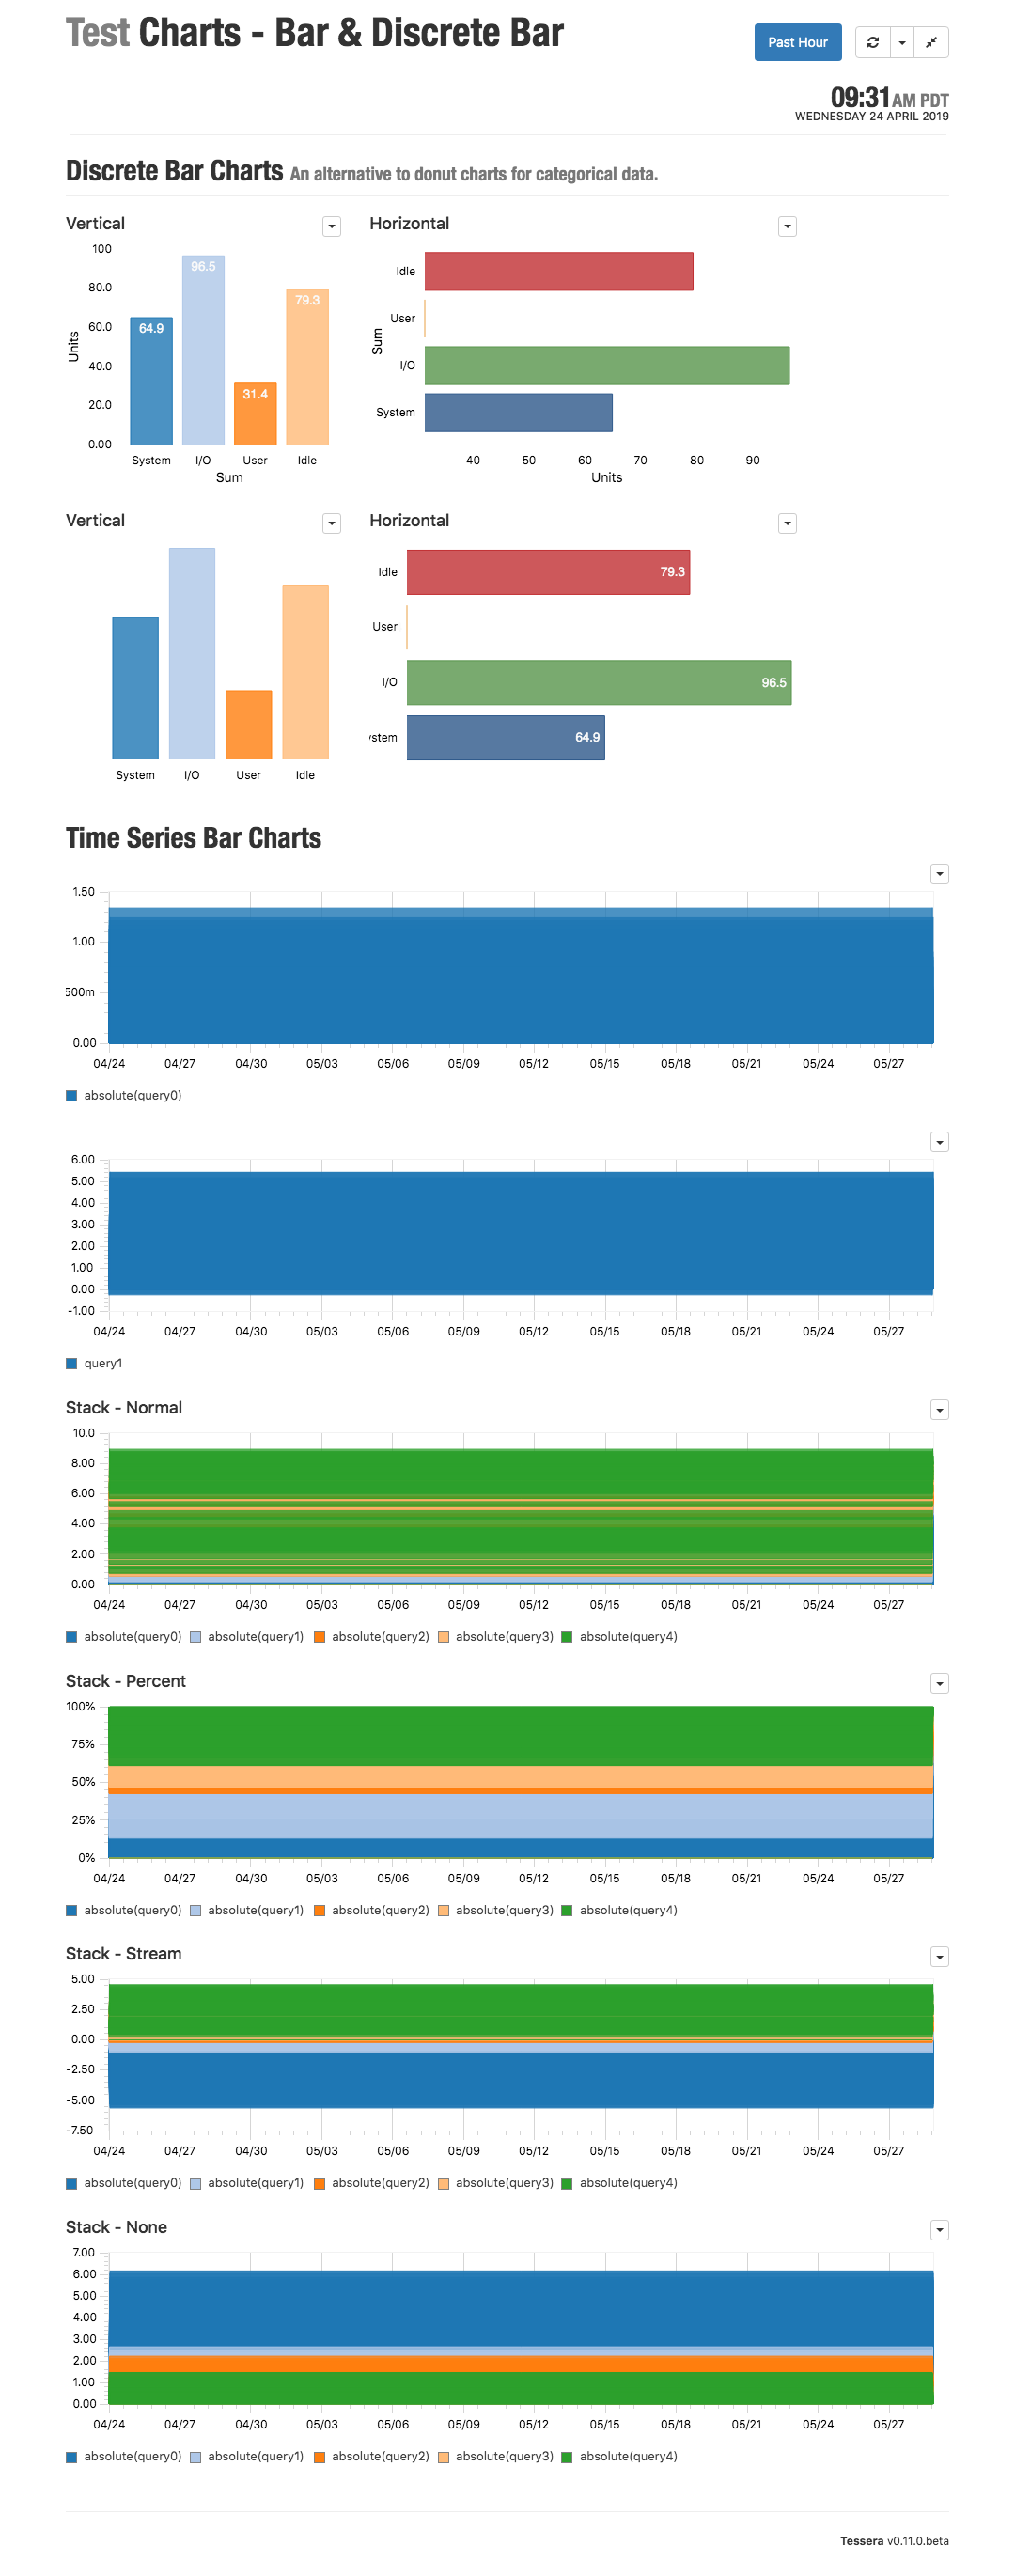 Test Charts - Bar & Discrete Bar
Past Hour
09:31 AM PDT
WEDNESDAY 24 APRIL 2019
Discrete Bar Charts An alternative to donut charts for categorical data.
Vertical
100
80.0
60.0
40.0
20.0
0.00
Units
64.9
96.5
31.4
79.3
System I/O User Idle
Sum
Horizontal
Idle
User
I/O
System
Sum
40 50 60 70 80 90
Units
Vertical
System I/O User Idle
Horizontal
Idle 79.3
User
I/O 96.5
ystem 64.9
Time Series Bar Charts
1.50
1.00
500m
0.00
04/24 04/27 04/30 05/03 05/06 05/09 05/12 05/15 05/18 05/21 05/24 05/27
absolute(query0)
6.00
5.00
4.00
3.00
2.00
1.00
0.00
-1.00
04/24 04/27 04/30 05/03 05/06 05/09 05/12 05/15 05/18 05/21 05/24 05/27
query1
Stack - Normal
10.0
8.00
6.00
4.00
2.00
0.00
04/24 04/27 04/30 05/03 05/06 05/09 05/12 05/15 05/18 05/21 05/24 05/27
absolute(query0) absolute(query1) absolute(query2) absolute(query3) absolute(query4)
Stack - Percent
100%
75%
50%
25%
0%
04/24 04/27 04/30 05/03 05/06 05/09 05/12 05/15 05/18 05/21 05/24 05/27
absolute(query0) absolute(query1) absolute(query2) absolute(query3) absolute(query4)
Stack - Stream
5.00
2.50
0.00
-2.50
-5.00
-7.50
04/24 04/27 04/30 05/03 05/06 05/09 05/12 05/15 05/18 05/21 05/24 05/27
absolute(query0) absolute(query1) absolute(query2) absolute(query3) absolute(query4)
Stack - None
7.00
6.00
5.00
4.00
3.00
2.00
1.00
0.00
04/24 04/27 04/30 05/03 05/06 05/09 05/12 05/15 05/18 05/21 05/24 05/27
absolute(query0) absolute(query1) absolute(query2) absolute(query3) absolute(query4)
Tessera v0.11.0.beta